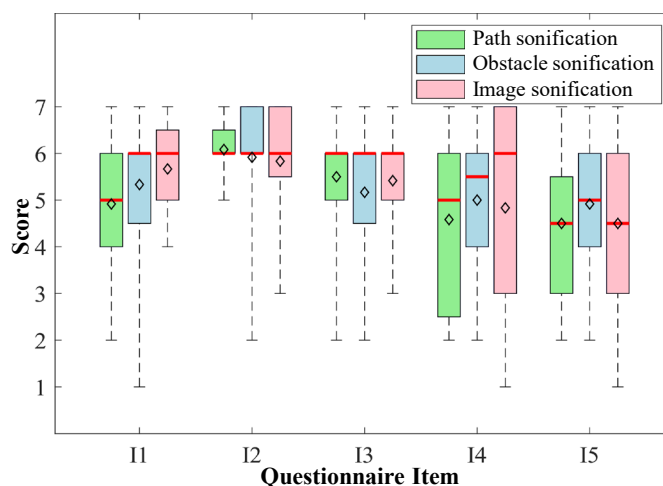 Path sonification
Obstacle sonification
Image sonification
7
6
5
4
3
2
1
Score
I1 I2 I3 I4 I5
Questionnaire Item